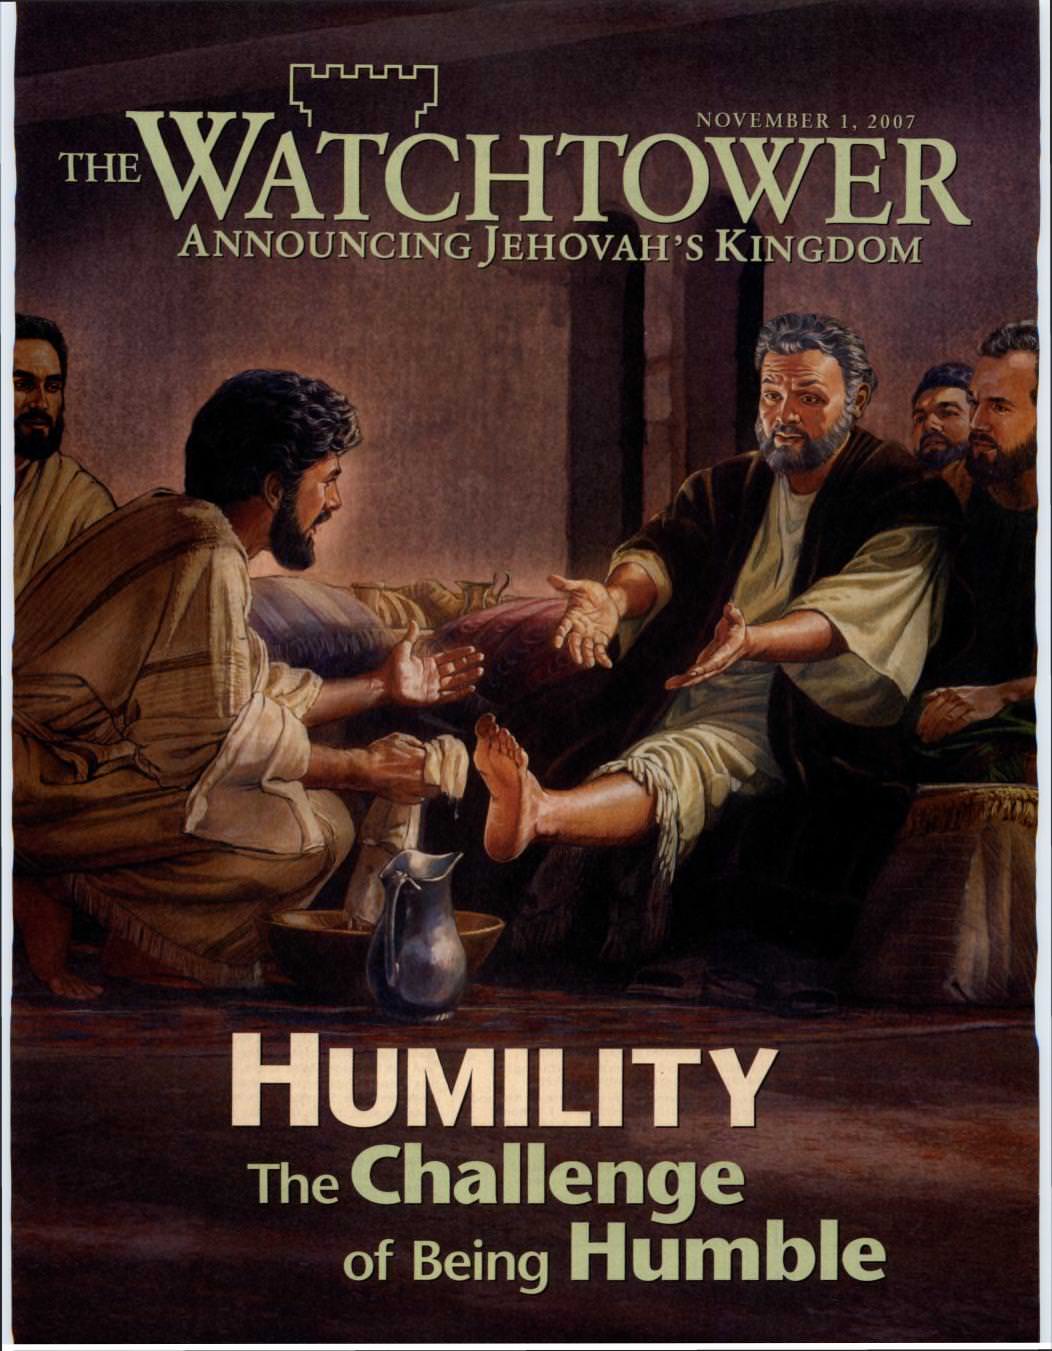 NOVEMBER 1, 2007
THE WATCHTOWER
ANNOUNCING JEHOVAH'S KINGDOM
HUMILITY
The Challenge
of Being Humble